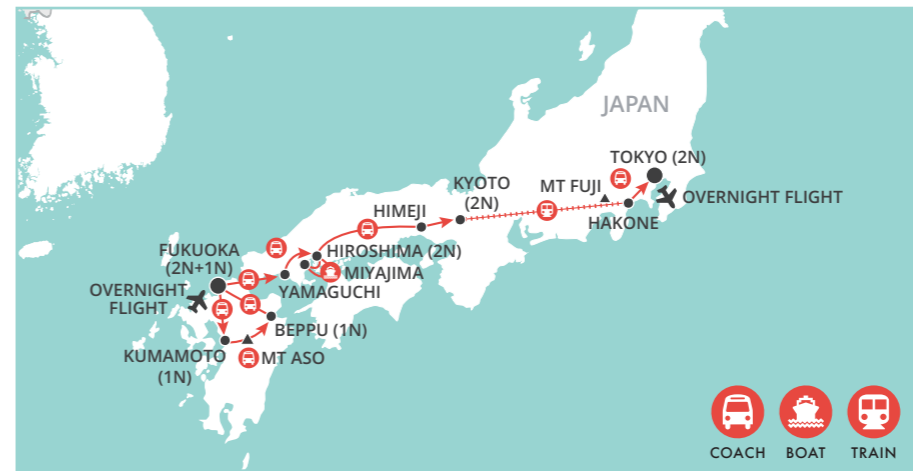 JAPAN
TOKYO (2N)
KYOTO
(2N)
MT FUJI
OVERNIGHT FLIGHT
HIMEJI
HAKONE
FUKUOKA
(2N+1N)
HIROSHIMA (2N)
MIYAJIMA
OVERNIGHT
FLIGHT
YAMAGUCHI
BEPPU (1N)
KUMAMOTO
(1N)
MT ASO
COACH
BOAT
TRAIN